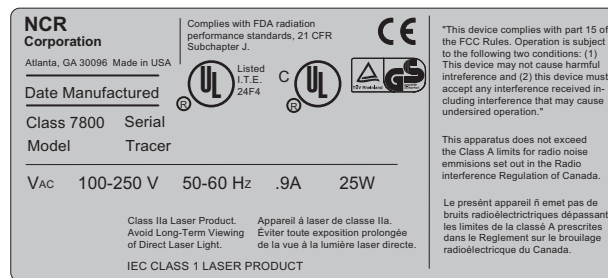 NCR
Corporation
Atlanta, GA 30096 Made in USA
Date Manufactured
Class 7800 Serial
Model Tracer
Complies with FDA radiation
performance standards, 21 CFR
Subchapter J.
UL
R
Listed
I.T.E.
24F4
C
UL
R
CE
TÜV Rheinland
GS
VAC 100-250 V 50-60 HZ .9A 25W
Class IIa Laser Product.
Avoid Long-Term Viewing
of Direct Laser Light.
Appareil á laser de classe IIa.
Éviter toute exposition prolongée
de la vue à la lumière laser directe.
IEC CLASS 1 LASER PRODUCT
"This device complies with part 15 of
the FCC Rules. Operation is subject
to the following two conditions: (1)
This device may not cause harmful
intreference and (2) this device must
accept any interference received in-
cluding interference that may cause
undersired operation."
This apparatus does not exceed
the Class A limits for radio noise
emmisions set out in the Radio
interference Regulation of Canada.
Le presént appareil ñ emet pas de
bruits radioélectrictriques dépassant
les limites de la classé A prescrites
dans le Reglement sur le brouilage
radioélectricque du Canada.